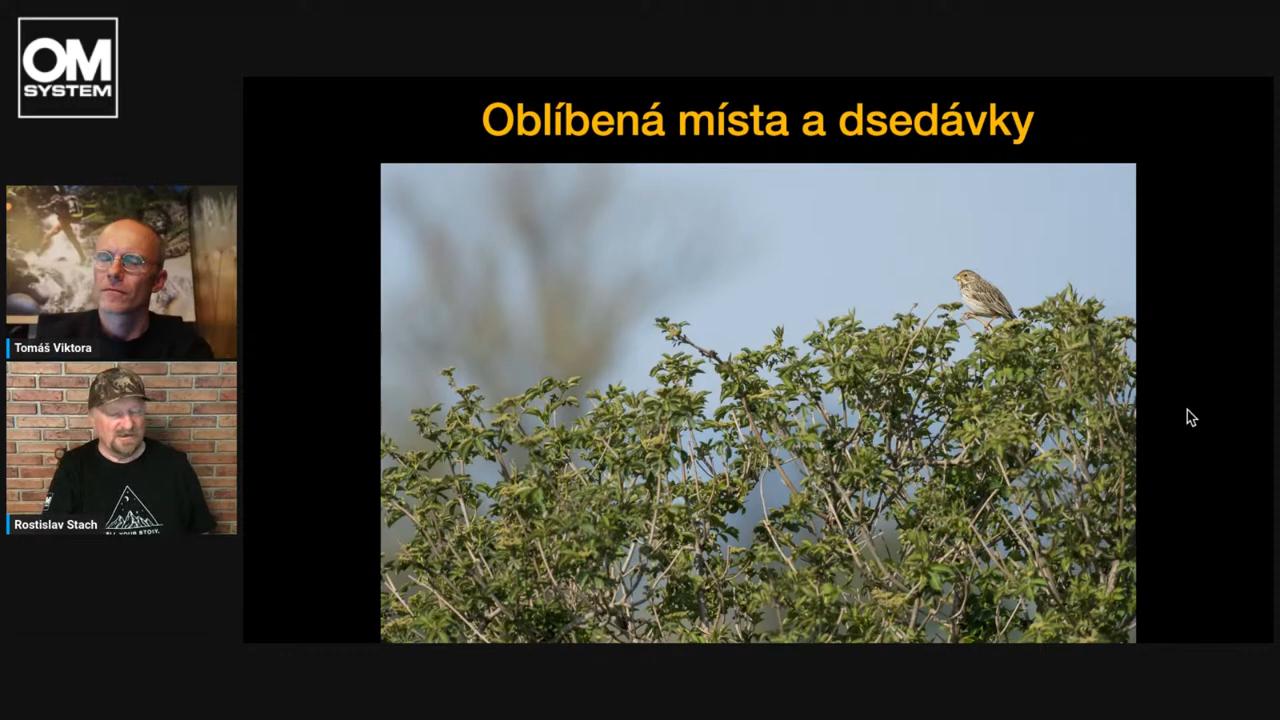 OM
SYSTEM
Oblíbená místa a dsedávky
Tomáš Viktora
Rostislav Stach